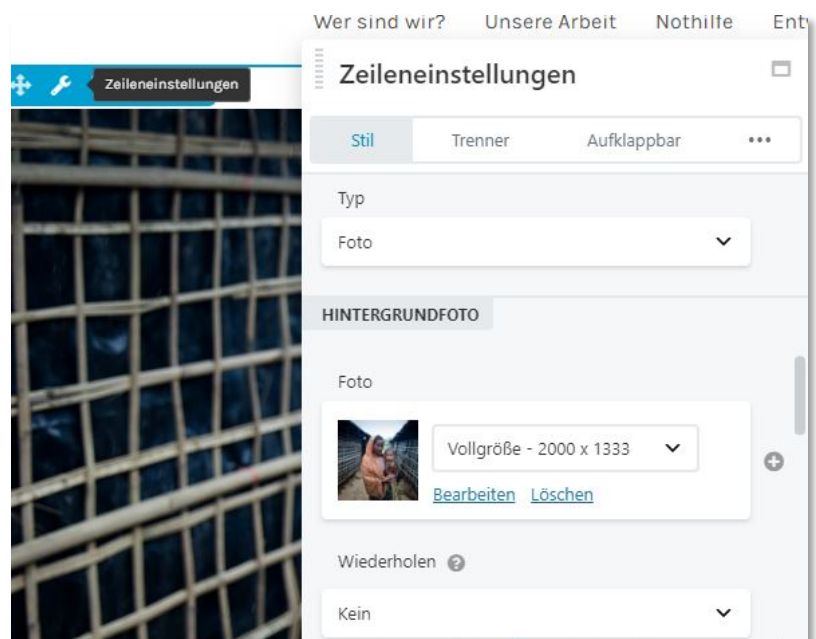 Wer sind wir? Unsere Arbeit Nothilfe
Zeileneinstellungen
Zeileneinstellungen
Stil Trenner Aufklappbar
Typ
Foto
HINTERGRUNDFOTO
Foto
Vollgröße - 2000 x 1333
Bearbeiten Löschen
Wiederholen
Kein